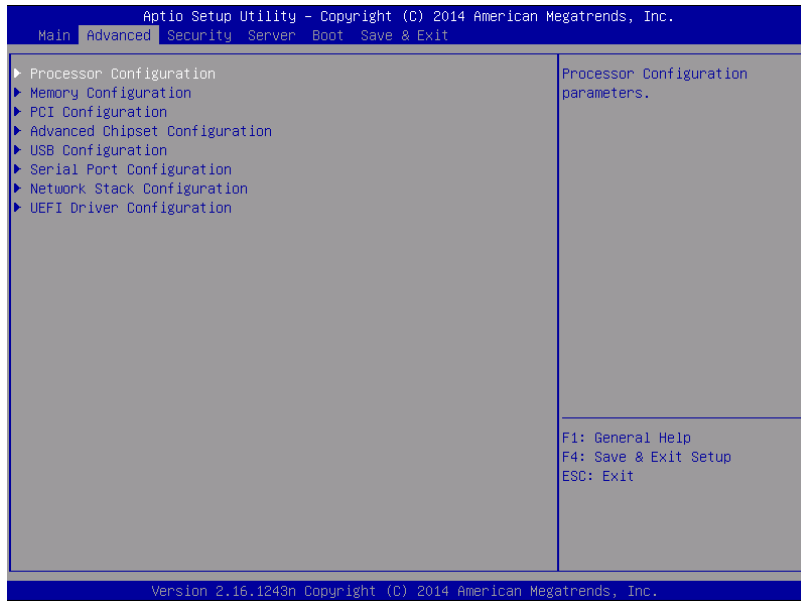 Aptio Setup Utility – Copyright (C) 2014 American Megatrends, Inc.
Main Advanced Security Server Boot Save & Exit
Processor Configuration
Memory Configuration
PCI Configuration
Advanced Chipset Configuration
USB Configuration
Serial Port Configuration
Network Stack Configuration
UEFI Driver Configuration
Processor Configuration
parameters.
F1: General Help
F4: Save & Exit Setup
ESC: Exit
Version 2.16.1243n Copyright (C) 2014 American Megatrends, Inc.